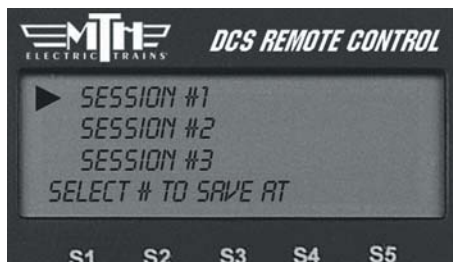 MTH
ELECTRIC TRAINS
DCS REMOTE CONTROL
SESSION #1
SESSION #2
SESSION #3
SELECT # TO SAVE AT
S1 S2 S3 S4 S5